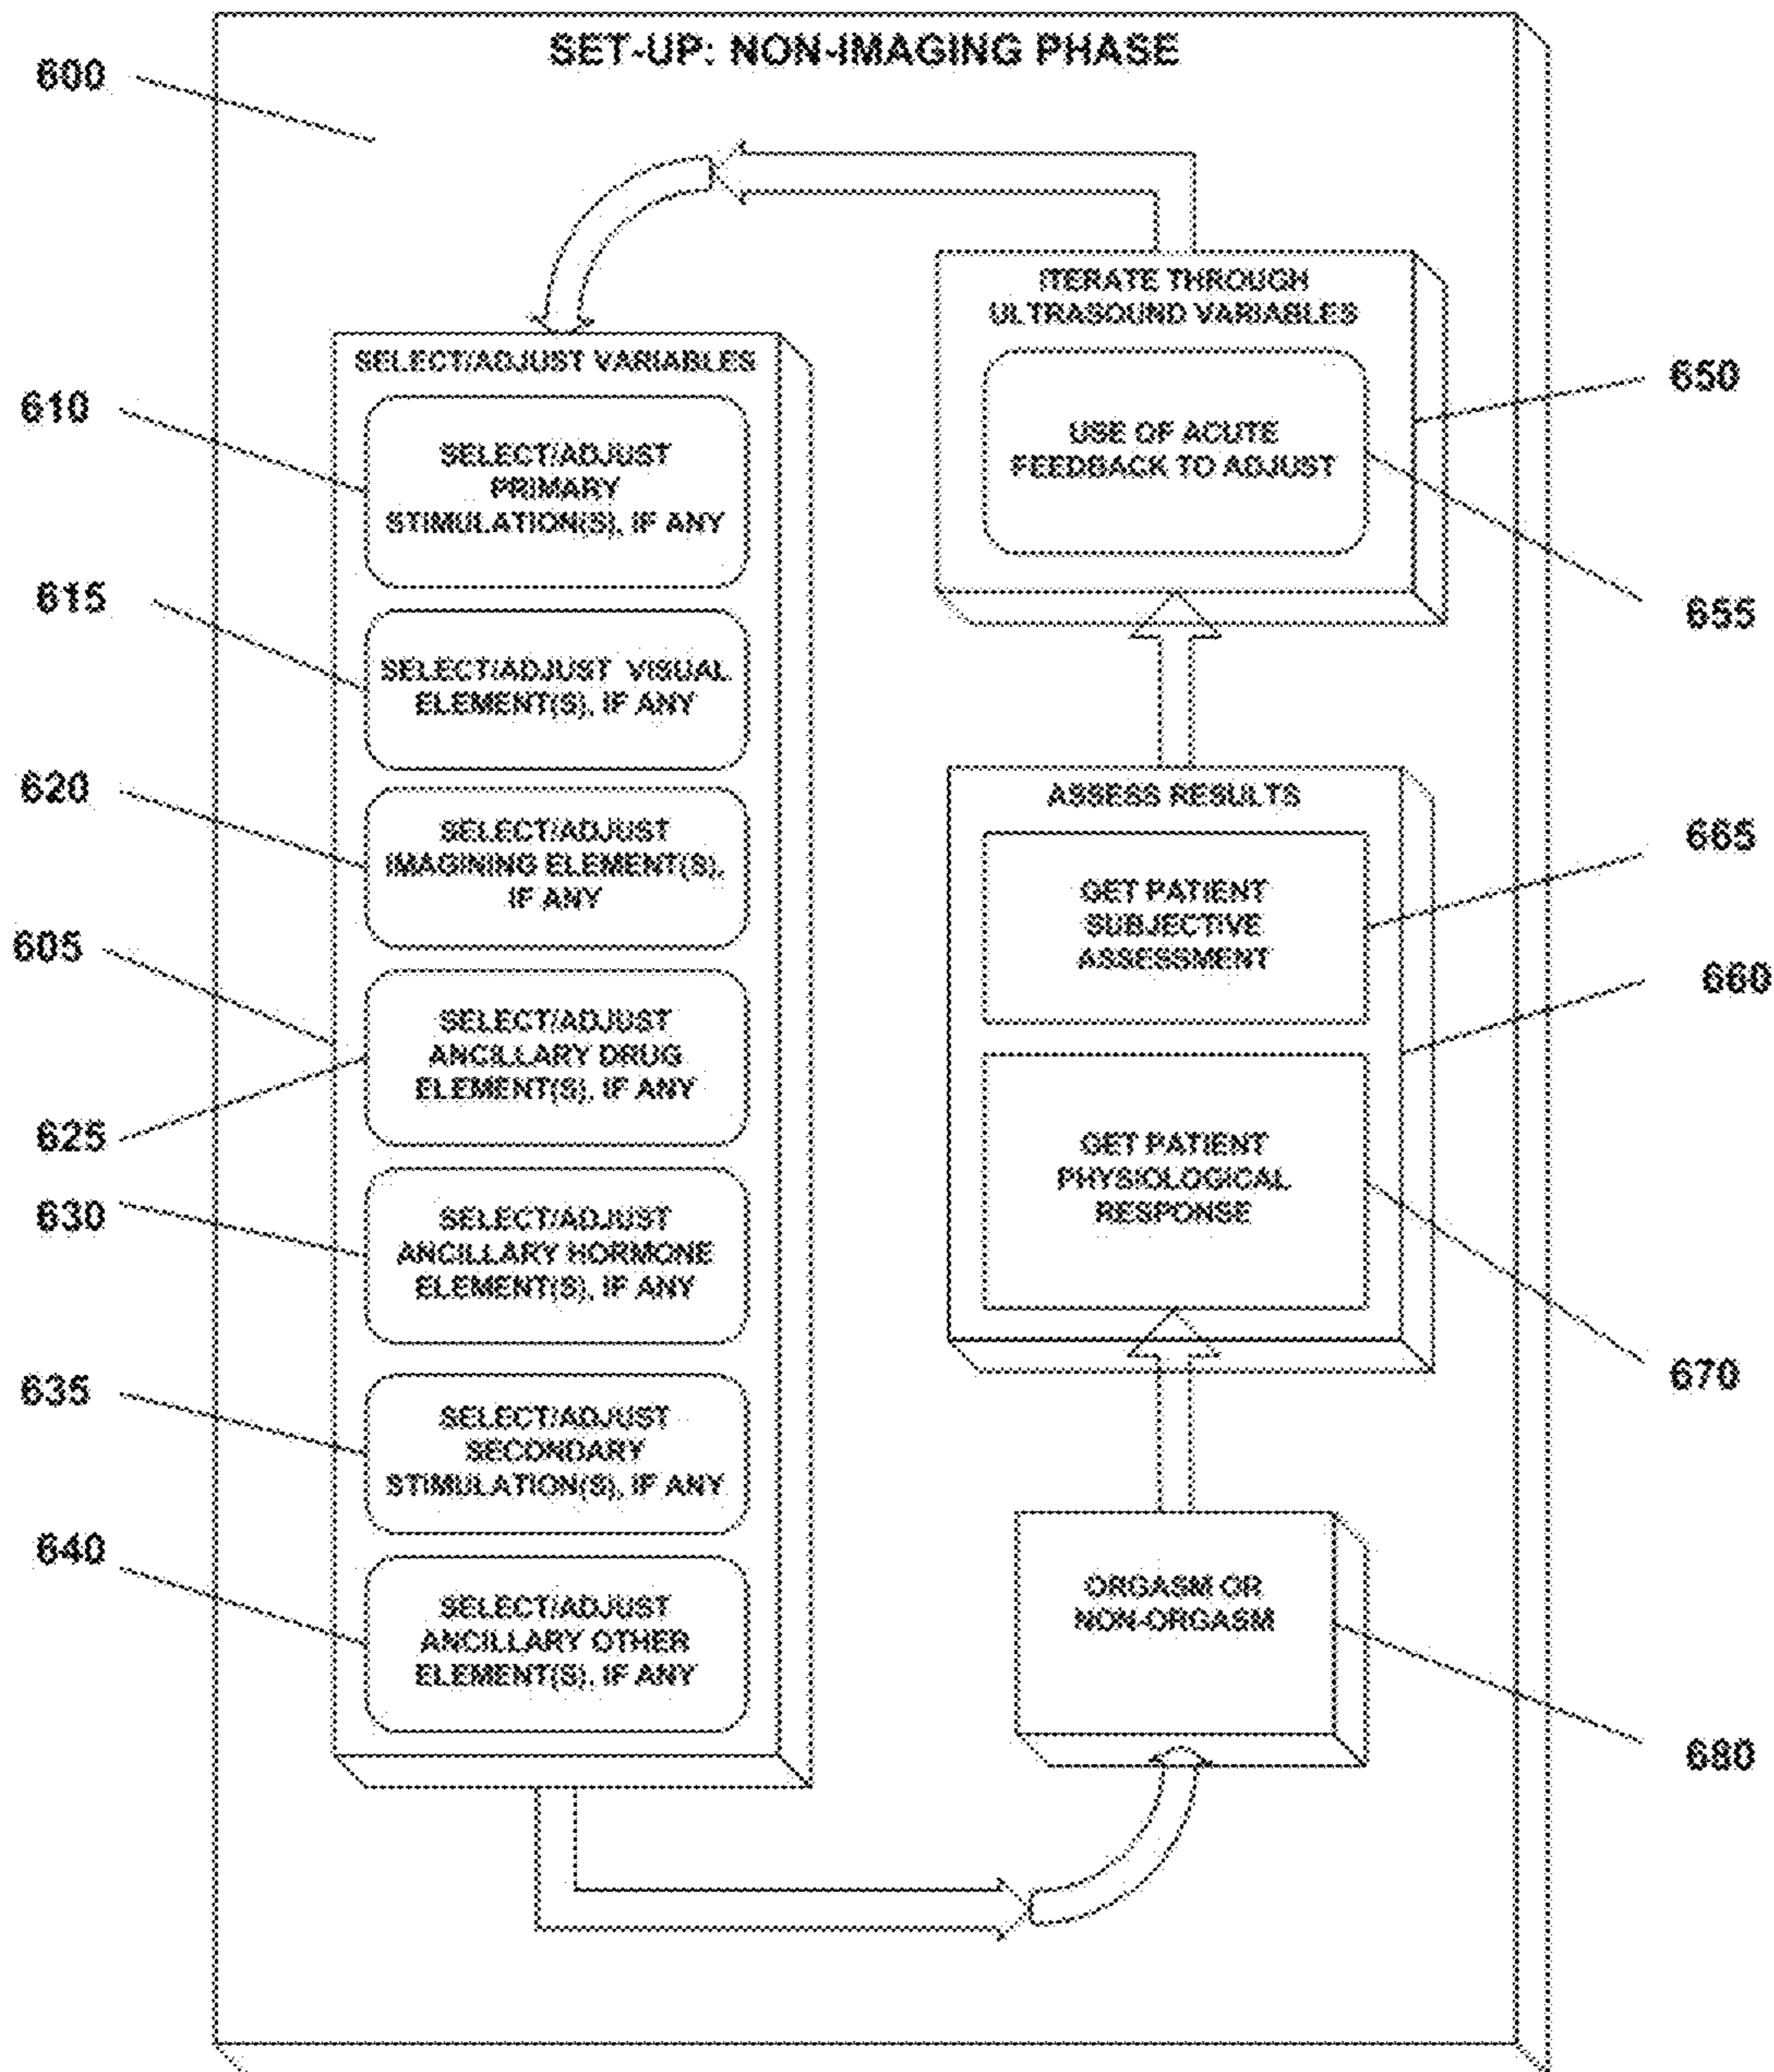 SET-UP: NON-IMAGING PHASE
600
ITERATE THROUGH
ULTRASOUND VARIABLES
USE OF ACUTE
FEEDBACK TO ADJUST
650
655
SELECT/ADJUST VARIABLES
610
SELECT/ADJUST
PRIMARY
STIMULATION(S), IF ANY
615
SELECT/ADJUST VISUAL
ELEMENT(S), IF ANY
620
SELECT/ADJUST
IMAGINING ELEMENT(S),
IF ANY
605
SELECT/ADJUST
ANCILLARY DRUG
ELEMENT(S), IF ANY
625
630
SELECT/ADJUST
ANCILLARY HORMONE
ELEMENT(S), IF ANY
635
SELECT/ADJUST
SECONDARY
STIMULATION(S), IF ANY
640
SELECT/ADJUST
ANCILLARY OTHER
ELEMENT(S), IF ANY
ASSESS RESULTS
665
GET PATIENT
SUBJECTIVE
ASSESSMENT
660
GET PATIENT
PHYSIOLOGICAL
RESPONSE
670
ORGASM OR
NON-ORGASM
680